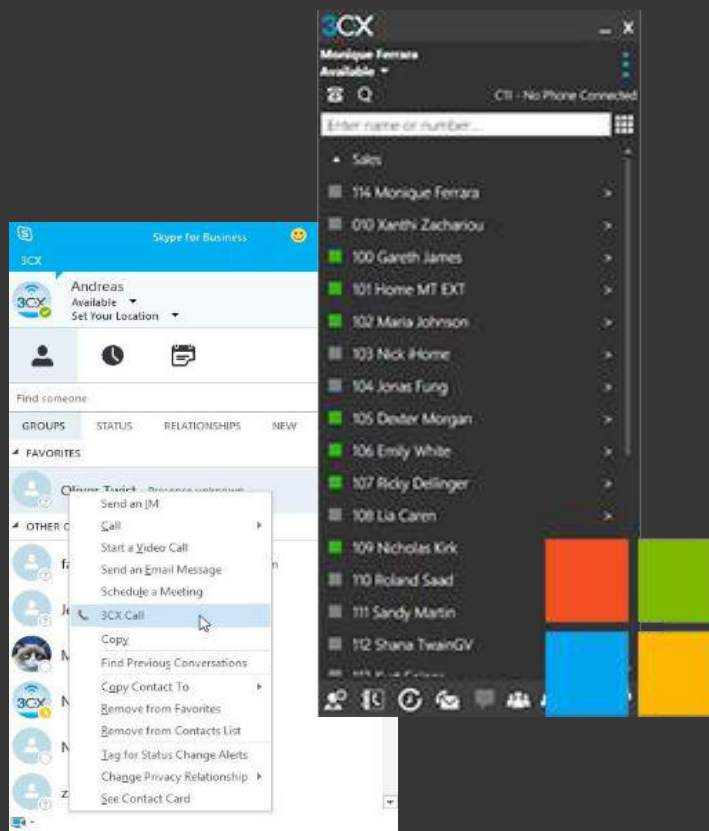 3CX
Monique Ferrara
Available
CTI - No Phone Connected
Enter name or number...
Sales
114 Monique Ferrara
010 Xanthi Zachariou
100 Gareth James
101 Home MT EXT
102 Maria Johnson
103 Nick iHome
104 Jonas Fung
105 Dexter Morgan
106 Emily White
107 Ricky Dellinger
108 Lia Caren
109 Nicholas Kirk
110 Roland Saad
111 Sandy Martin
112 Shana TwainGV
Skype for Business
3CX
3CX
Andreas
Available
Set Your Location
Find someone
GROUPS STATUS RELATIONSHIPS NEW
FAVORITES
Oliver Twist - Presence unknown
OTHER
Send an IM
Call
Start a Video Call
Send an Email Message
Schedule a Meeting
3CX Call
Copy
Find Previous Conversations
Copy Contact To
Remove from Favorites
Remove from Contacts List
Tag for Status Change Alerts
Change Privacy Relationship
See Contact Card
3CX